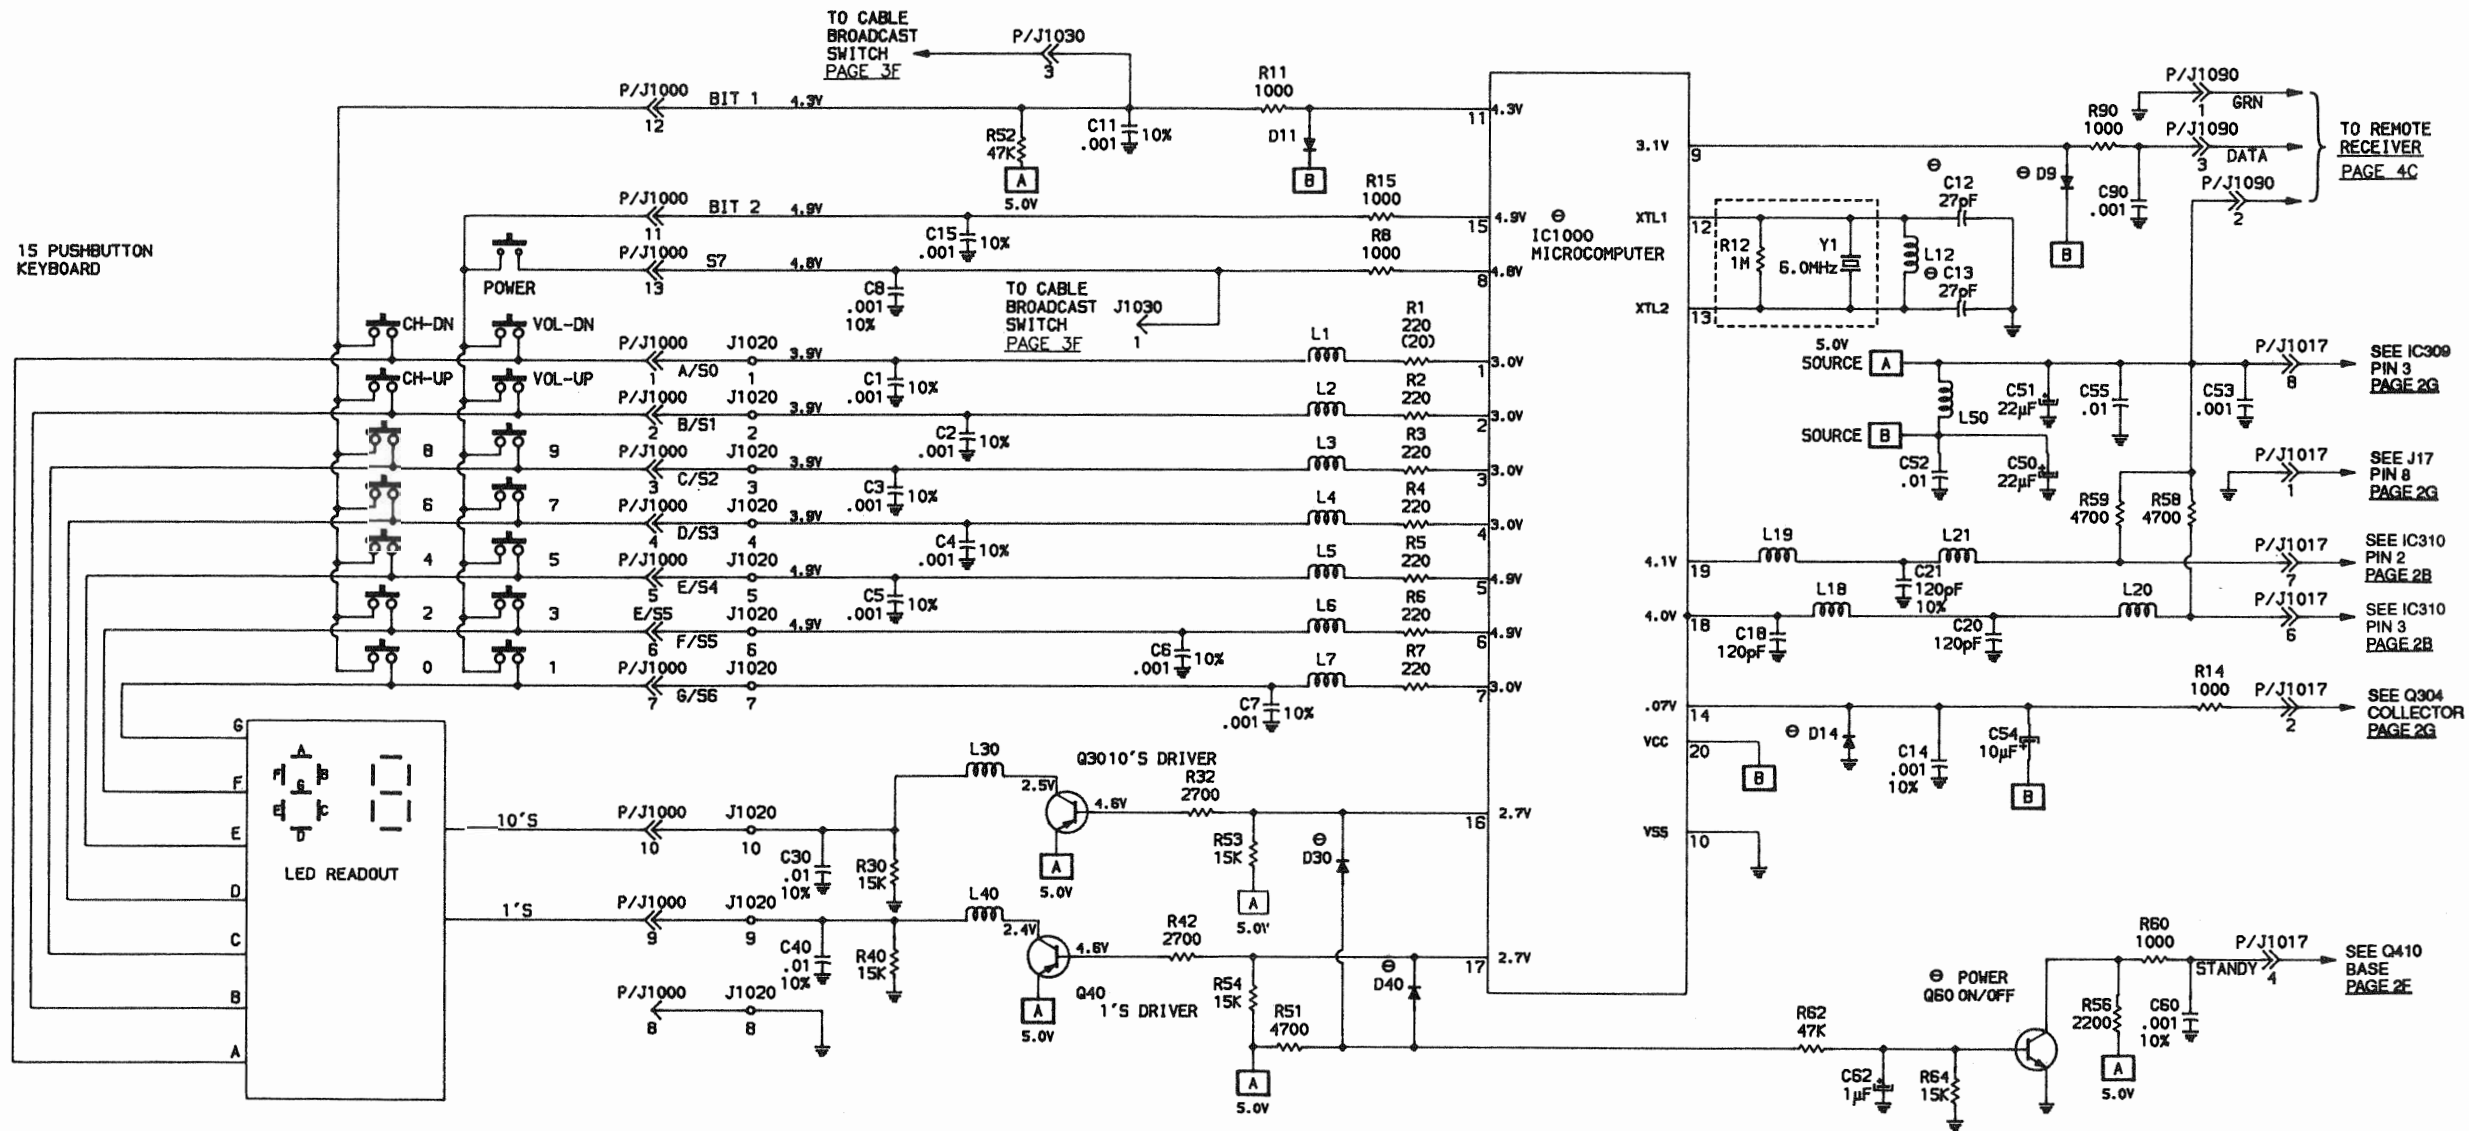 TO CABLE
BROADCAST
SWITCH
PAGE 3F
P/J1030
3
P/J1000
12
BIT 1
4.3V
R52
47K
A
5.0V
C11
.001
10%
R11
1000
D11
B
4.3V
11
P/J1000
11
BIT 2
4.9V
C15
.001
10%
R15
1000
4.9V
15
15 PUSHBUTTON
KEYBOARD
POWER
P/J1000
13
S7
4.8V
C8
.001
10%
TO CABLE
BROADCAST
SWITCH
PAGE 3F
J1030
1
R8
1000
4.8V
8
CH-DN
VOL-DN
P/J1000
1
A/S0
J1020
1
3.9V
C1
.001
10%
L1
R1
220
(20)
3.0V
1
CH-UP
VOL-UP
P/J1000
2
B/S1
J1020
2
3.9V
C2
.001
10%
L2
R2
220
3.0V
2
8
9
P/J1000
3
C/S2
J1020
3
3.9V
C3
.001
10%
L3
R3
220
3.0V
3
6
7
P/J1000
4
D/S3
J1020
4
3.9V
C4
.001
10%
L4
R4
220
3.0V
4
4
5
P/J1000
5
E/S4
J1020
5
4.9V
C5
.001
10%
L5
R5
220
4.9V
5
2
3
E/S5
6
F/S5
J1020
6
4.9V
C6
.001
10%
L6
R6
220
4.9V
6
0
1
P/J1000
7
G/S6
J1020
7
C7
.001
10%
L7
R7
220
3.0V
7
G
F
E
D
C
B
A
A
F
B
G
E
C
D
LED READOUT
10'S
P/J1000
10
J1020
10
C30
.01
10%
R30
15K
L30
2.5V
Q3010'S DRIVER
4.6V
A
5.0V
R32
2700
R53
15K
A
5.0V
D30
16
2.7V
1'S
P/J1000
9
J1020
9
C40
.01
10%
R40
15K
L40
2.4V
4.6V
Q40
1'S DRIVER
A
5.0V
R42
2700
R54
15K
R51
4700
A
5.0V
D40
17
2.7V
P/J1000
8
J1020
8
IC1000
MICROCOMPUTER
3.1V
9
D9
B
R90
1000
C90
.001
P/J1090
1
GRN
P/J1090
3
DATA
P/J1090
2
TO REMOTE
RECEIVER
PAGE 4C
XTL1
12
R12
1M
Y1
6.0MHz
C12
27pF
L12
C13
27pF
XTL2
13
5.0V
SOURCE
A
L50
C51
22µF
C55
.01
C53
.001
P/J1017
8
SEE IC309
PIN 3
PAGE 2G
SOURCE
B
C52
.01
C50
22µF
P/J1017
1
SEE J17
PIN 8
PAGE 2G
R59
4700
R58
4700
4.1V
19
L19
C21
120pF
10%
L21
P/J1017
7
SEE IC310
PIN 2
PAGE 2B
4.0V
18
C18
120pF
L18
C20
120pF
L20
P/J1017
6
SEE IC310
PIN 3
PAGE 2B
.07V
14
D14
C14
.001
10%
C54
10µF
B
R14
1000
P/J1017
2
SEE Q304
COLLECTOR
PAGE 2G
VCC
20
B
VSS
10
R62
47K
C62
1µF
R64
15K
POWER
Q60 ON/OFF
R60
1000
STANDY
P/J1017
4
R56
2200
A
5.0V
C60
.001
10%
SEE Q410
BASE
PAGE 2F